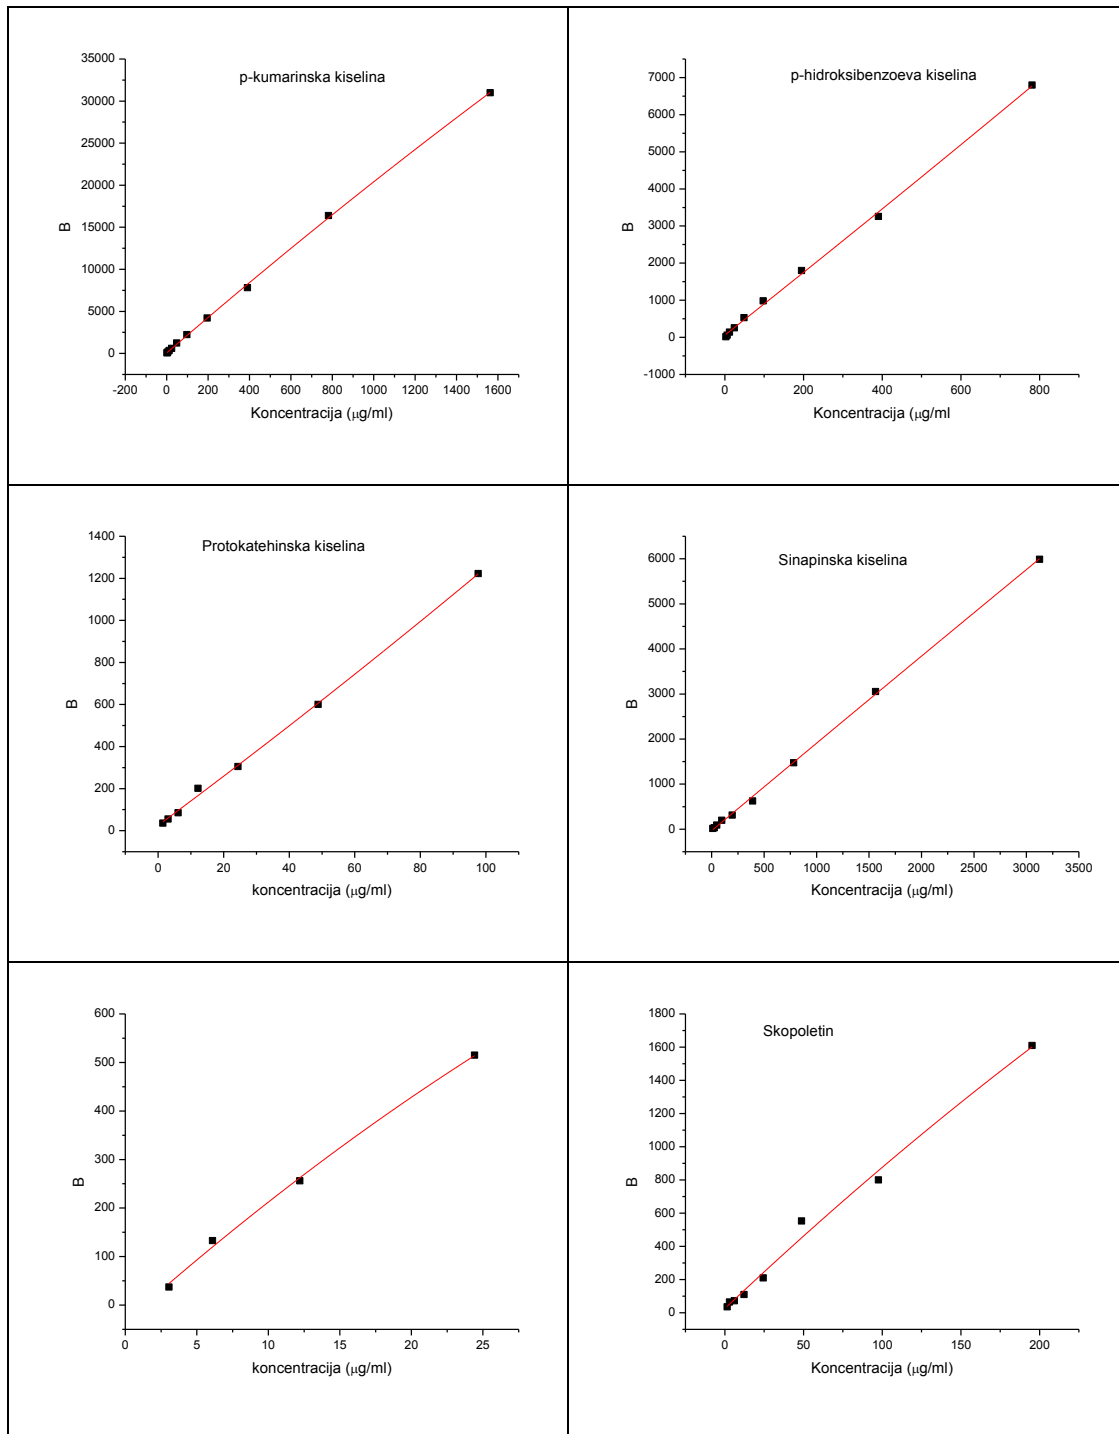 p-kumarinska kiselina
35000
30000
25000
20000
15000
10000
5000
0
B
-200 0 200 400 600 800 1000 1200 1400 1600
Koncentracija (μg/ml)
p-hidroksibenzoeva kiselina
7000
6000
5000
4000
3000
2000
1000
0
-1000
B
0 200 400 600 800
Koncentracija (μg/ml
Protokatehinska kiselina
1400
1200
1000
800
600
400
200
0
B
0 20 40 60 80 100
koncentracija (μg/ml)
Sinapinska kiselina
6000
5000
4000
3000
2000
1000
0
B
0 500 1000 1500 2000 2500 3000 3500
Koncentracija (μg/ml)
600
500
400
300
200
100
0
B
0 5 10 15 20 25
koncentracija (μg/ml)
Skopoletin
1800
1600
1400
1200
1000
800
600
400
200
0
B
0 50 100 150 200
Koncentracija (μg/ml)